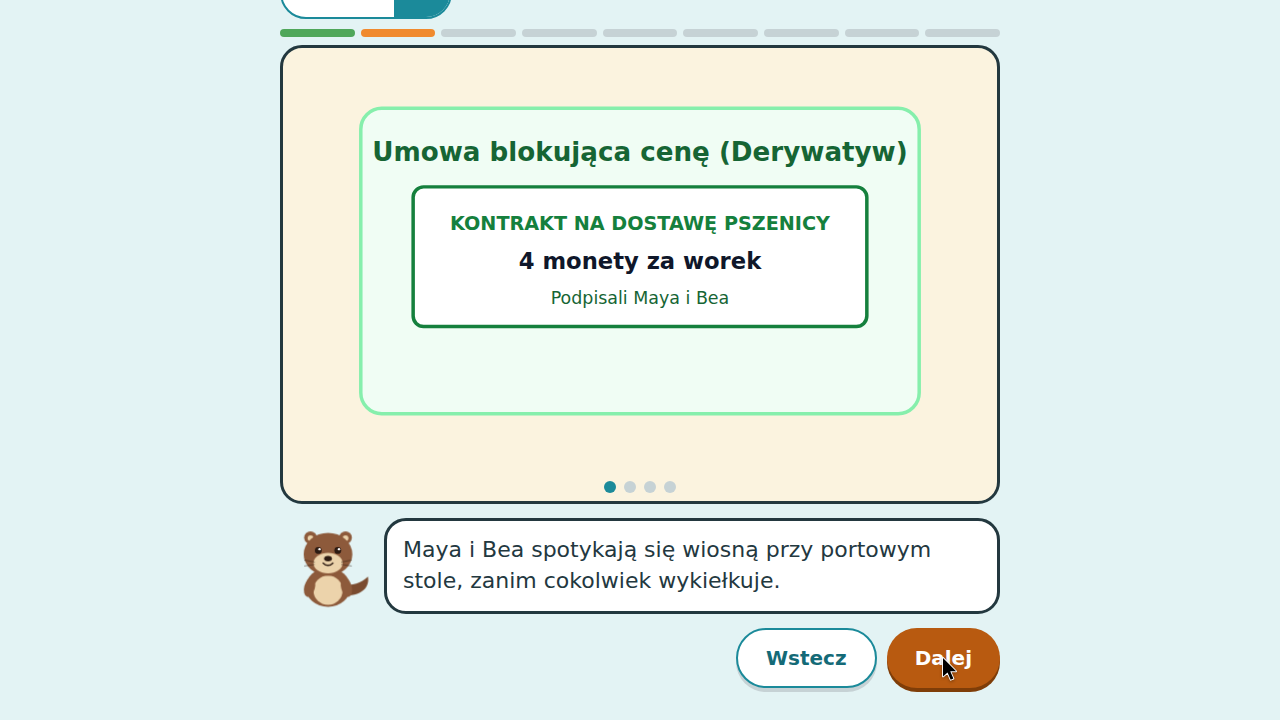 Umowa blokująca cenę (Derywatyw)
KONTRAKT NA DOSTAWĘ PSZENICY
4 monety za worek
Podpisali Maya i Bea
Maya i Bea spotykają się wiosną przy portowym
stole, zanim cokolwiek wykiełkuje.
Wstecz
Dalej